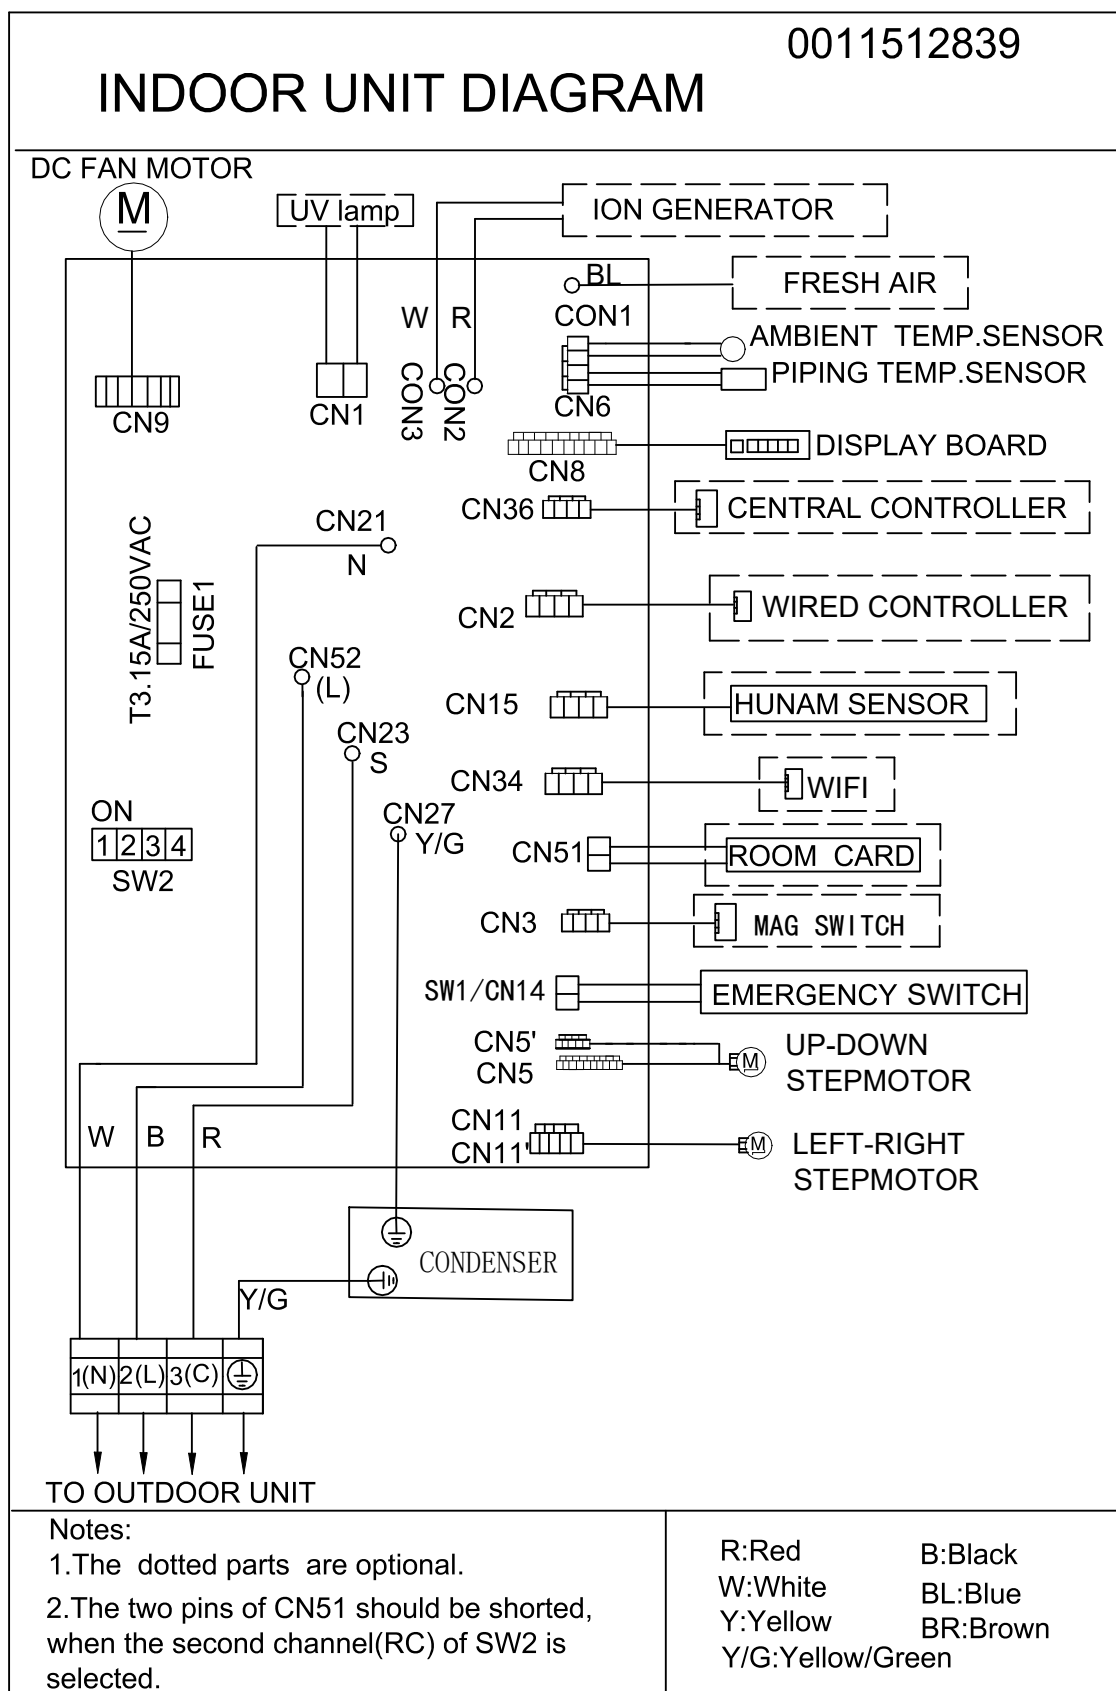 0011512839
INDOOR UNIT DIAGRAM
DC FAN MOTOR
M
UV lamp
ION GENERATOR
BL
FRESH AIR
W
R
CON1
AMBIENT TEMP.SENSOR
PIPING TEMP.SENSOR
CN9
CN1
CON3
CON2
CN6
CN8
DISPLAY BOARD
CN36
CENTRAL CONTROLLER
CN21
N
T3.15A/250VAC
FUSE1
CN2
WIRED CONTROLLER
CN52
(L)
CN15
HUNAM SENSOR
CN23
S
CN34
WIFI
CN27
Y/G
ON
1 2 3 4
SW2
CN51
ROOM CARD
CN3
MAG SWITCH
SW1/CN14
EMERGENCY SWITCH
CN5'
CN5
M
UP-DOWN
STEPMOTOR
W
B
R
CN11
CN11'
M
LEFT-RIGHT
STEPMOTOR
CONDENSER
Y/G
1(N) 2(L) 3(C)
TO OUTDOOR UNIT
Notes:
1.The dotted parts are optional.
2.The two pins of CN51 should be shorted,
when the second channel(RC) of SW2 is
selected.
R:Red
B:Black
W:White
BL:Blue
Y:Yellow
BR:Brown
Y/G:Yellow/Green